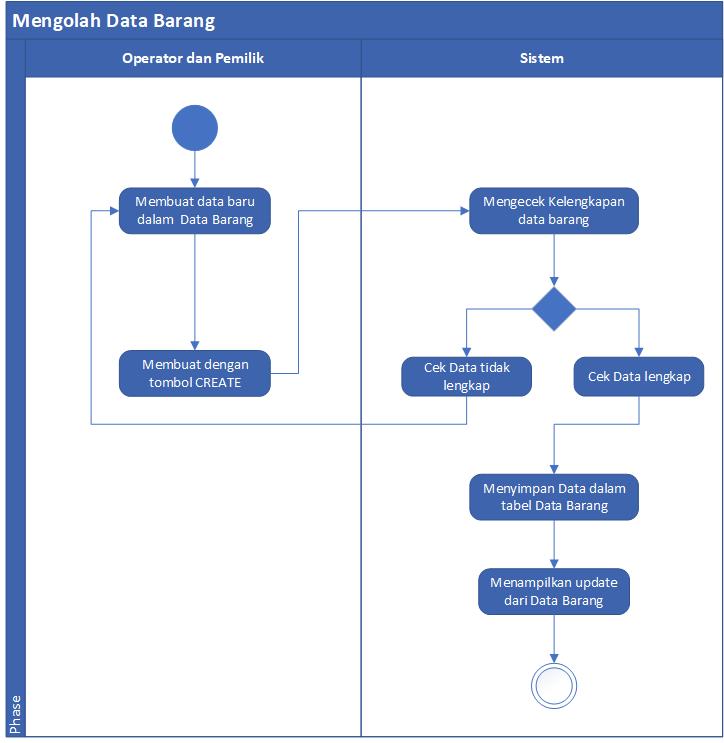 Mengolah Data Barang
Operator dan Pemilik
Sistem
Membuat data baru
dalam Data Barang
Mengecek Kelengkapan
data barang
Membuat dengan
tombol CREATE
Cek Data tidak
lengkap
Cek Data lengkap
Menyimpan Data dalam
tabel Data Barang
Menampilkan update
dari Data Barang
Phase